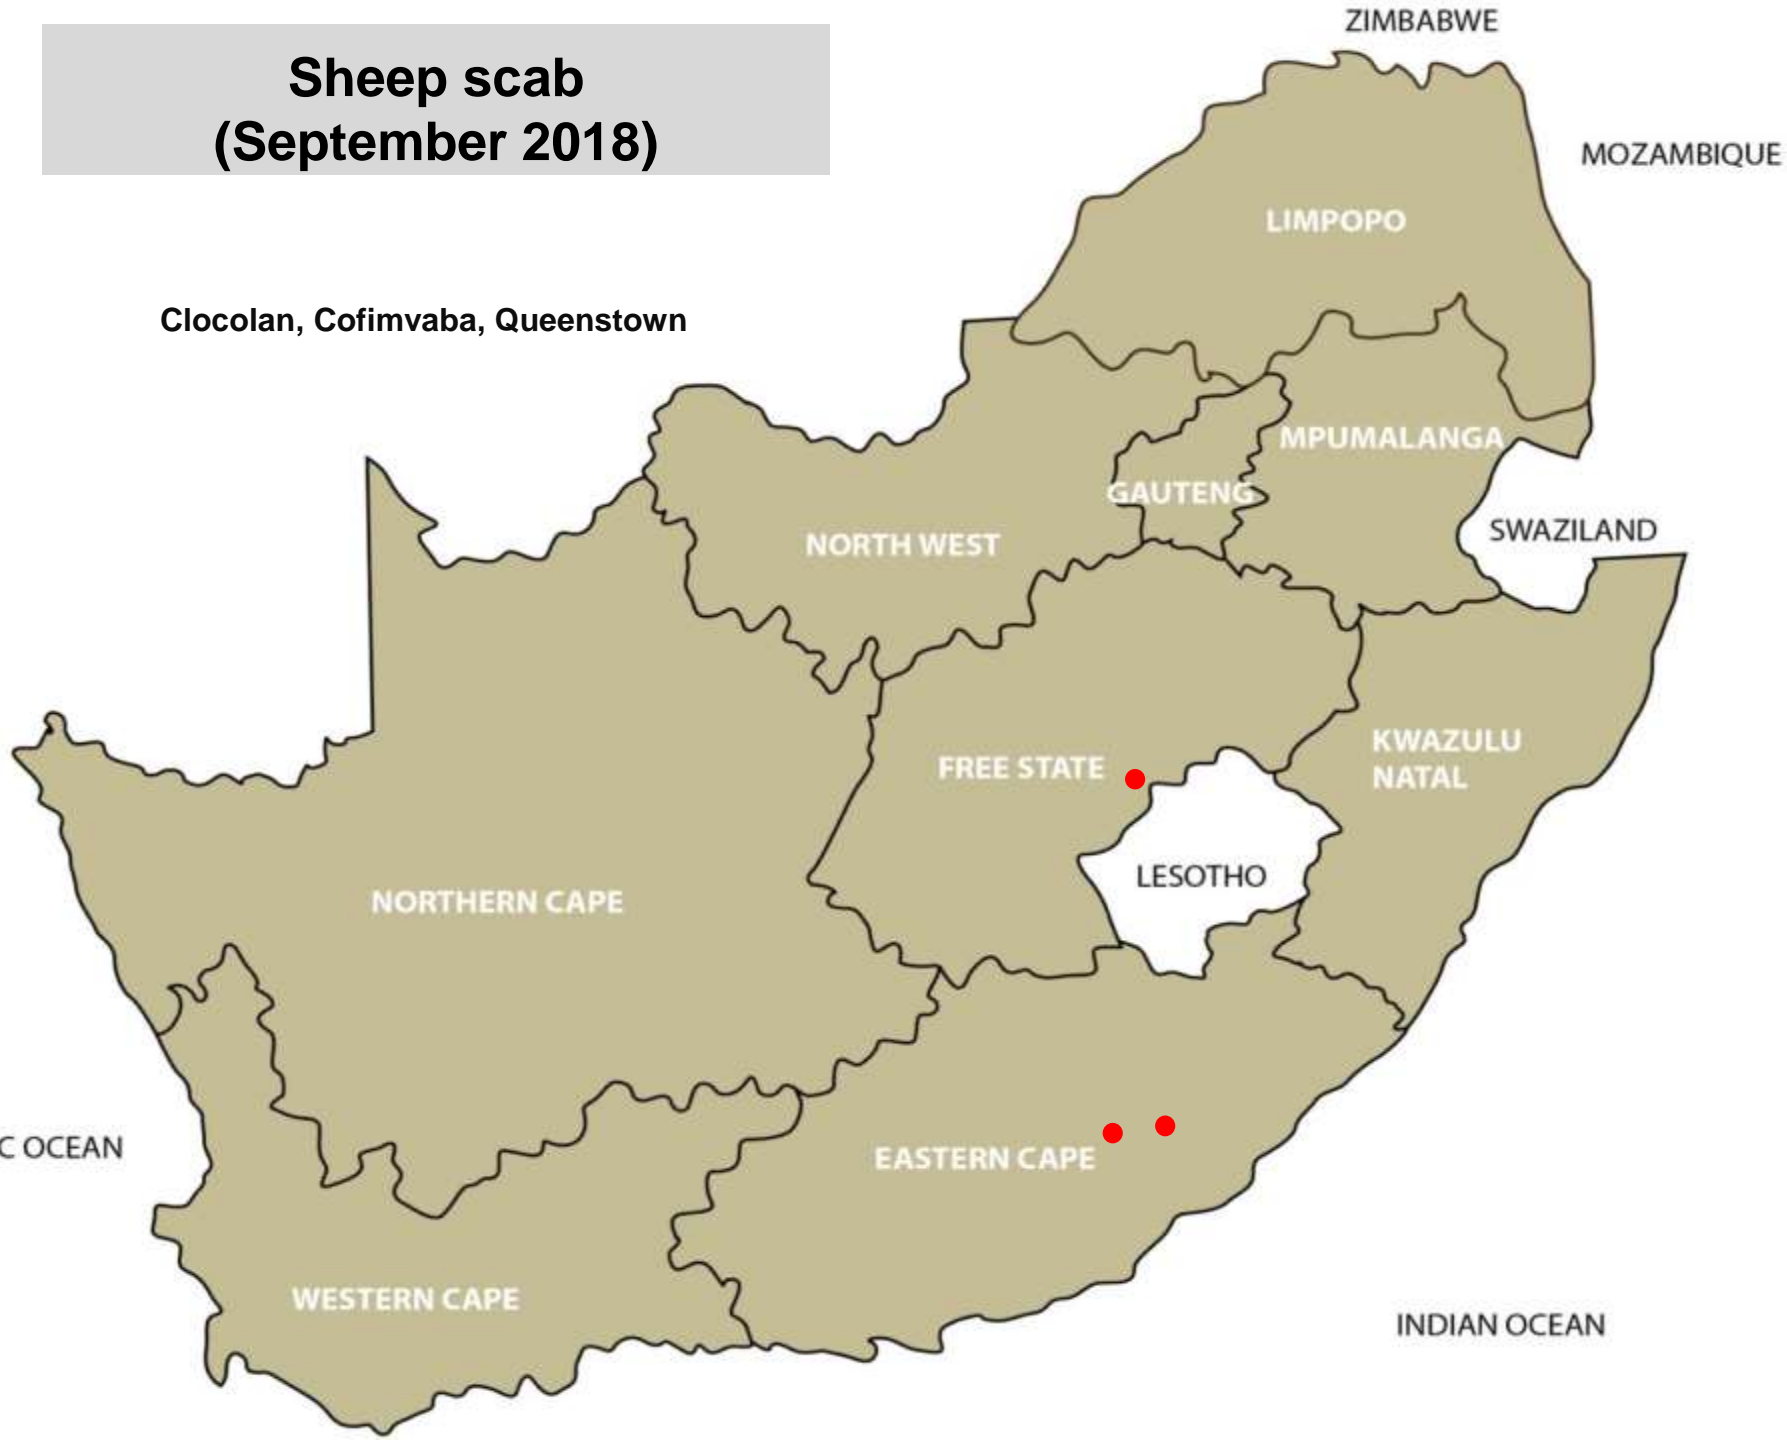 Sheep scab
(September 2018)
Clocolan, Cofimvaba, Queenstown
ZIMBABWE
MOZAMBIQUE
LIMPOPO
MPUMALANGA
GAUTENG
SWAZILAND
NORTH WEST
KWAZULU
NATAL
FREE STATE
LESOTHO
NORTHERN CAPE
C OCEAN
EASTERN CAPE
WESTERN CAPE
INDIAN OCEAN